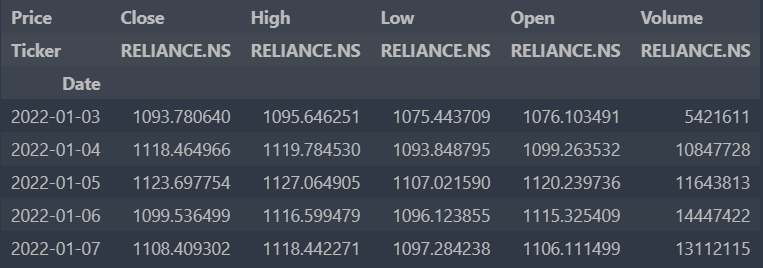 Price Close High Low Open Volume
Ticker RELIANCE.NS RELIANCE.NS RELIANCE.NS RELIANCE.NS RELIANCE.NS
Date
2022-01-03 1093.780640 1095.646251 1075.443709 1076.103491 5421611
2022-01-04 1118.464966 1119.784530 1093.848795 1099.263532 10847728
2022-01-05 1123.697754 1127.064905 1107.021590 1120.239736 11643813
2022-01-06 1099.536499 1116.599479 1096.123855 1115.325409 14447422
2022-01-07 1108.409302 1118.442271 1097.284238 1106.111499 13112115